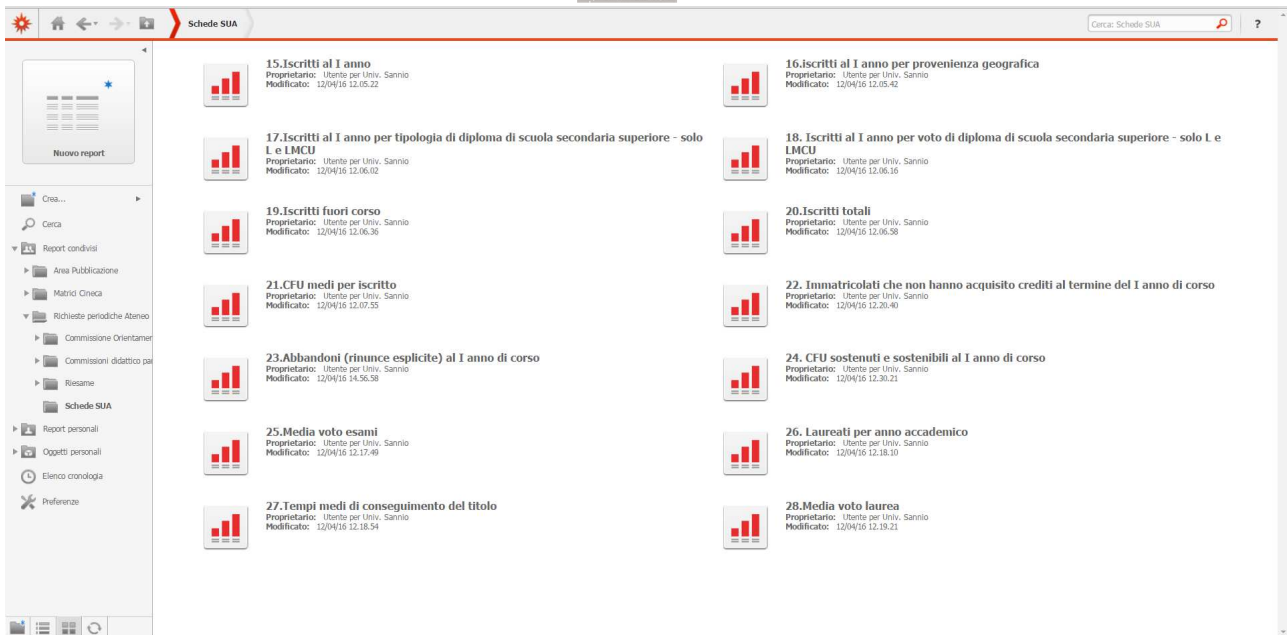 Schede SUA
Cerca: Schede SUA
?
Nuovo report
Crea...
Cerca
Report condivisi
Area Pubblicazione
Matrici Cineca
Richieste periodiche Ateneo
Commissione Orientamer
Commissioni didattico par
Riesame
Schede SUA
Report personali
Oggetti personali
Elenco cronologia
Preferenze
15.Iscritti al I anno
Proprietario: Utente per Univ. Sannio
Modificato: 12/04/16 12.05.22
16.iscritti al I anno per provenienza geografica
Proprietario: Utente per Univ. Sannio
Modificato: 12/04/16 12.05.42
17.Iscritti al I anno per tipologia di diploma di scuola secondaria superiore - solo
L e LMCU
Proprietario: Utente per Univ. Sannio
Modificato: 12/04/16 12.06.02
18. Iscritti al I anno per voto di diploma di scuola secondaria superiore - solo L e
LMCU
Proprietario: Utente per Univ. Sannio
Modificato: 12/04/16 12.06.16
19.Iscritti fuori corso
Proprietario: Utente per Univ. Sannio
Modificato: 12/04/16 12.06.36
20.Iscritti totali
Proprietario: Utente per Univ. Sannio
Modificato: 12/04/16 12.06.58
21.CFU medi per iscritto
Proprietario: Utente per Univ. Sannio
Modificato: 12/04/16 12.07.55
22. Immatricolati che non hanno acquisito crediti al termine del I anno di corso
Proprietario: Utente per Univ. Sannio
Modificato: 12/04/16 12.20.40
23.Abbandoni (rinunce esplicite) al I anno di corso
Proprietario: Utente per Univ. Sannio
Modificato: 12/04/16 14.56.58
24. CFU sostenuti e sostenibili al I anno di corso
Proprietario: Utente per Univ. Sannio
Modificato: 12/04/16 12.30.21
25.Media voto esami
Proprietario: Utente per Univ. Sannio
Modificato: 12/04/16 12.17.49
26. Laureati per anno accademico
Proprietario: Utente per Univ. Sannio
Modificato: 12/04/16 12.18.10
27.Tempi medi di conseguimento del titolo
Proprietario: Utente per Univ. Sannio
Modificato: 12/04/16 12.18.54
28.Media voto laurea
Proprietario: Utente per Univ. Sannio
Modificato: 12/04/16 12.19.21